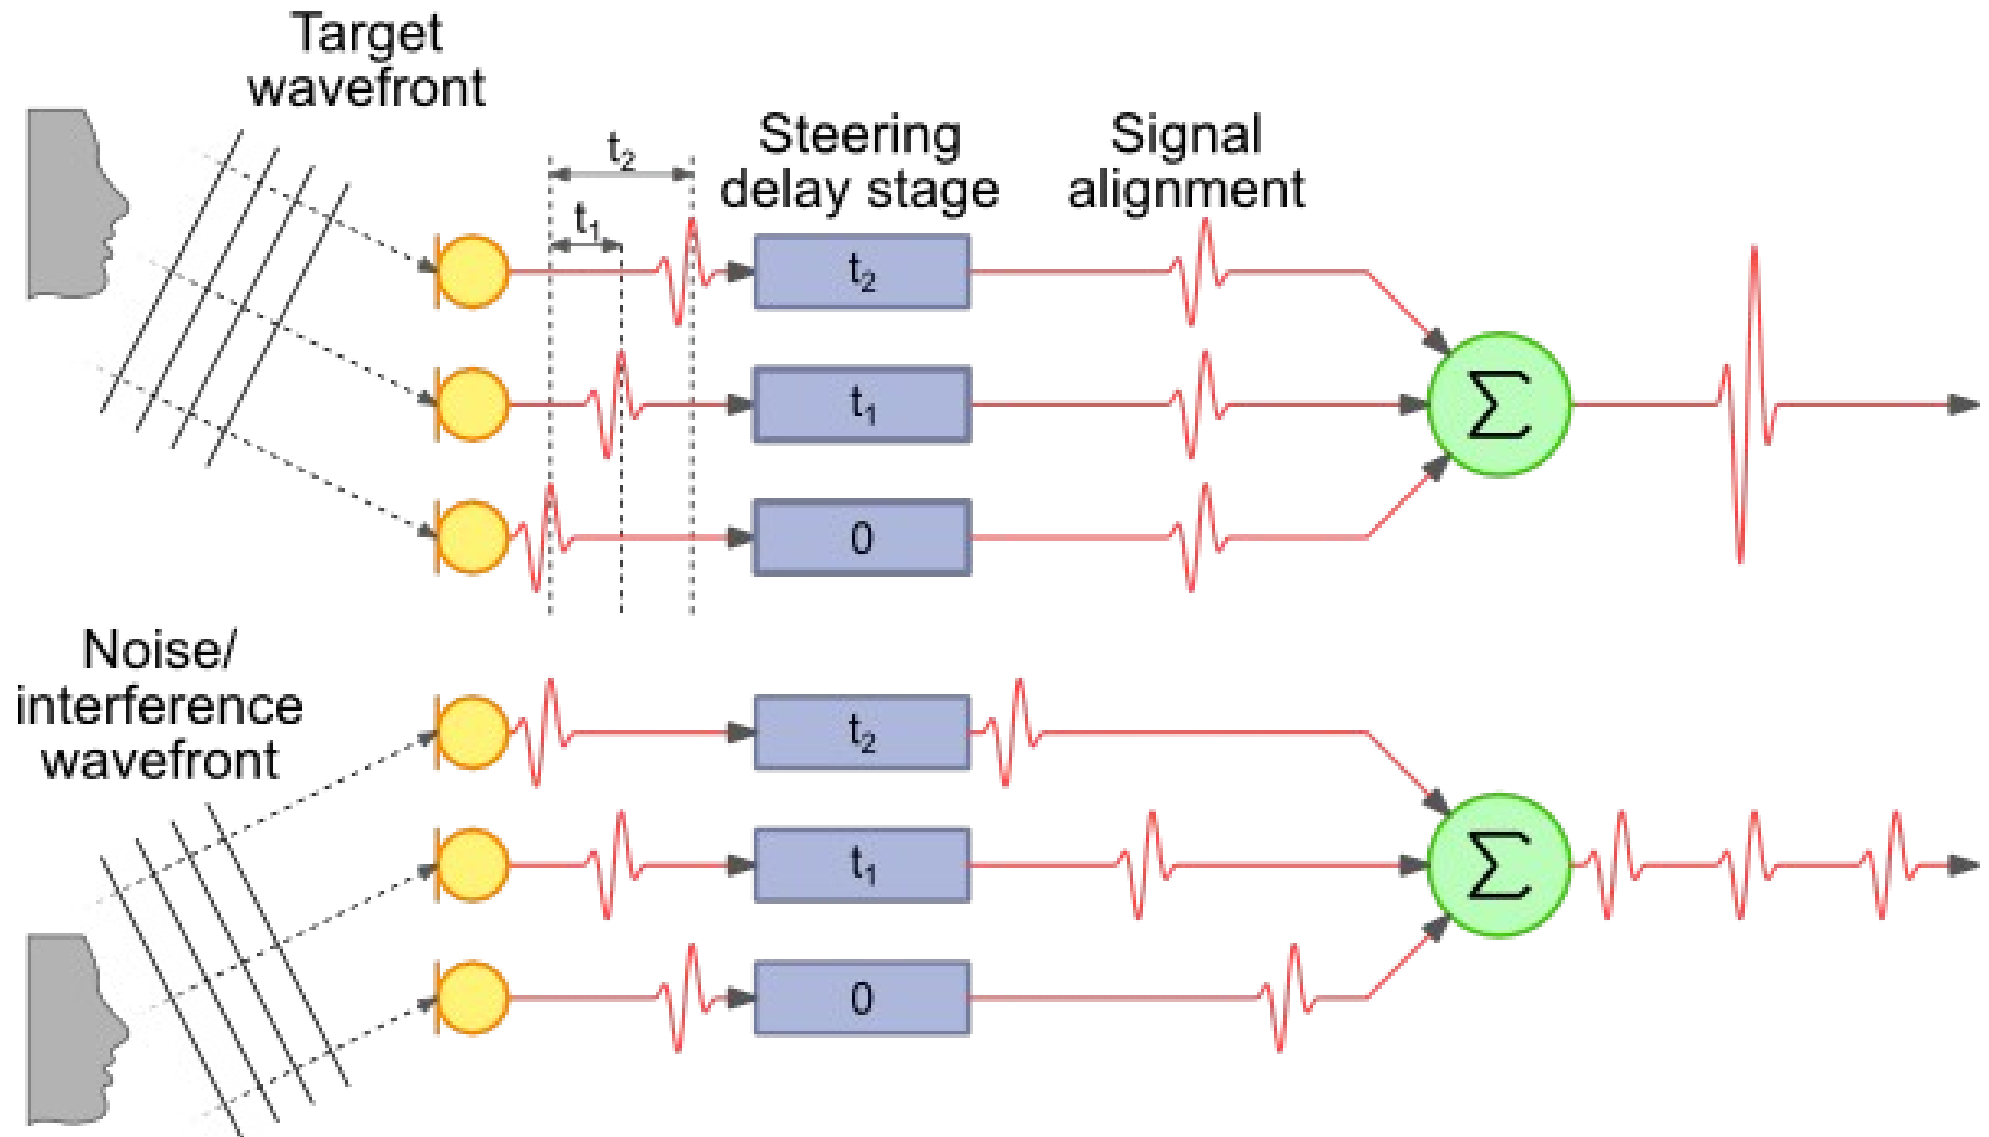 Target
wavefront
Steering
delay stage
Signal
alignment
t₂
t₁
t₂
t₁
0
Σ
Noise/
interference
wavefront
t₂
t₁
0
Σ